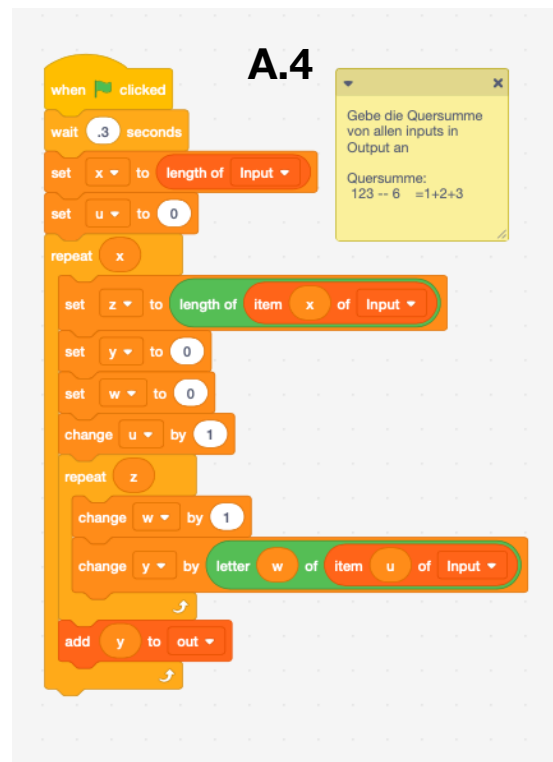 A.4
when clicked
wait .3 seconds
set x to length of Input
set u to 0
repeat x
set z to length of item x of Input
set y to 0
set w to 0
change u by 1
repeat z
change w by 1
change y by letter w of item u of Input
add y to out
Gebe die Quersumme
von allen inputs in
Output an
Quersumme:
123 -- 6 =1+2+3